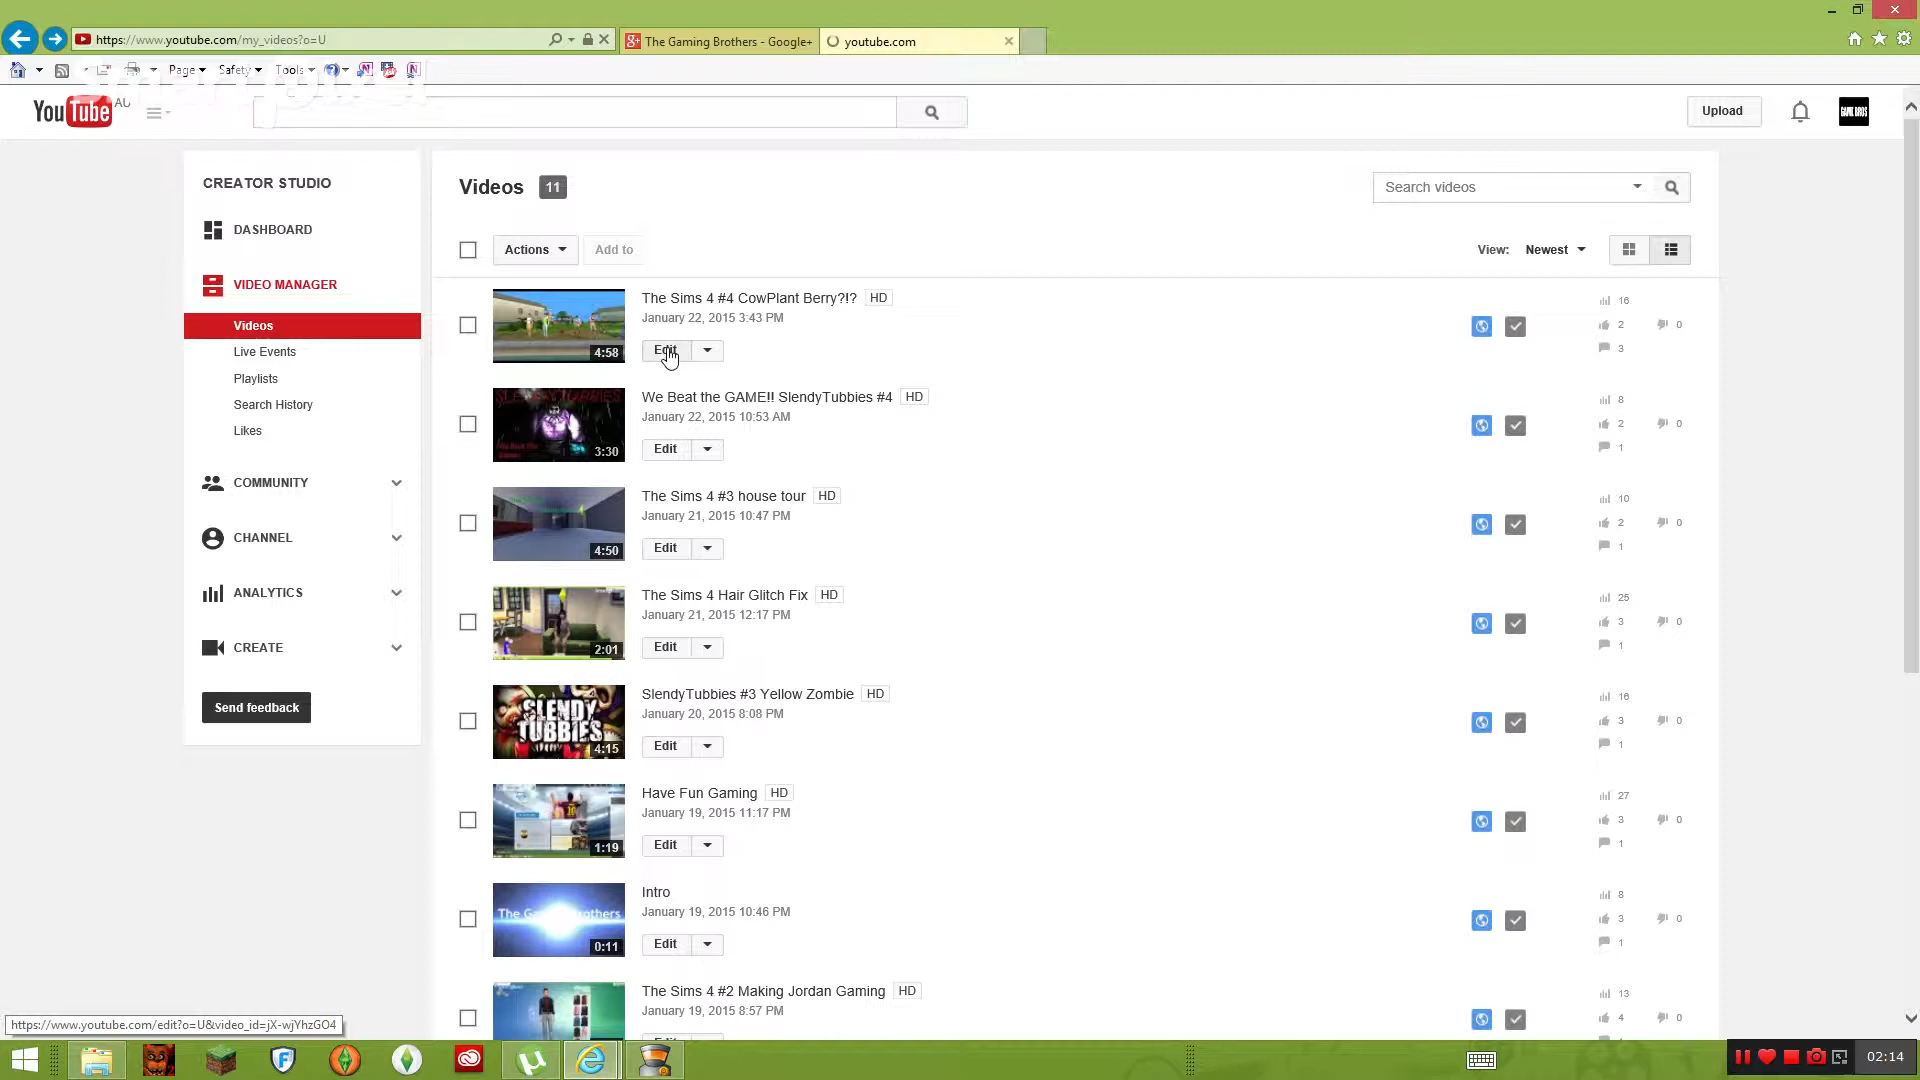 https://www.youtube.com/my_videos?o=U
The Gaming Brothers - Google+
youtube.com
Page
Safety
Tools
YouTube
AU
Upload
GAME BROS
CREATOR STUDIO
DASHBOARD
VIDEO MANAGER
Videos
Live Events
Playlists
Search History
Likes
COMMUNITY
CHANNEL
ANALYTICS
CREATE
Send feedback
Videos 11
Search videos
Actions
Add to
View: Newest
The Sims 4 #4 CowPlant Berry?!? HD
January 22, 2015 3:43 PM
4:58
Edit
16
2 0
3
We Beat the GAME!! SlendyTubbies #4 HD
January 22, 2015 10:53 AM
3:30
Edit
8
2 0
1
The Sims 4 #3 house tour HD
January 21, 2015 10:47 PM
4:50
Edit
10
2 0
1
The Sims 4 Hair Glitch Fix HD
January 21, 2015 12:17 PM
2:01
Edit
25
3 0
1
SlendyTubbies #3 Yellow Zombie HD
January 20, 2015 8:08 PM
SLENDY
TUBBIES
4:15
Edit
16
3 0
1
Have Fun Gaming HD
January 19, 2015 11:17 PM
1:19
Edit
27
3 0
1
Intro
January 19, 2015 10:46 PM
0:11
Edit
8
3 0
1
The Sims 4 #2 Making Jordan Gaming HD
January 19, 2015 8:57 PM
13
4 0
https://www.youtube.com/edit?o=U&video_id=jX-wjYhzGO4
02:14